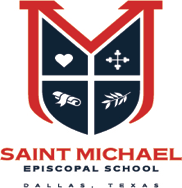 SAINT MICHAEL
EPISCOPAL SCHOOL
DALLAS, TEXAS